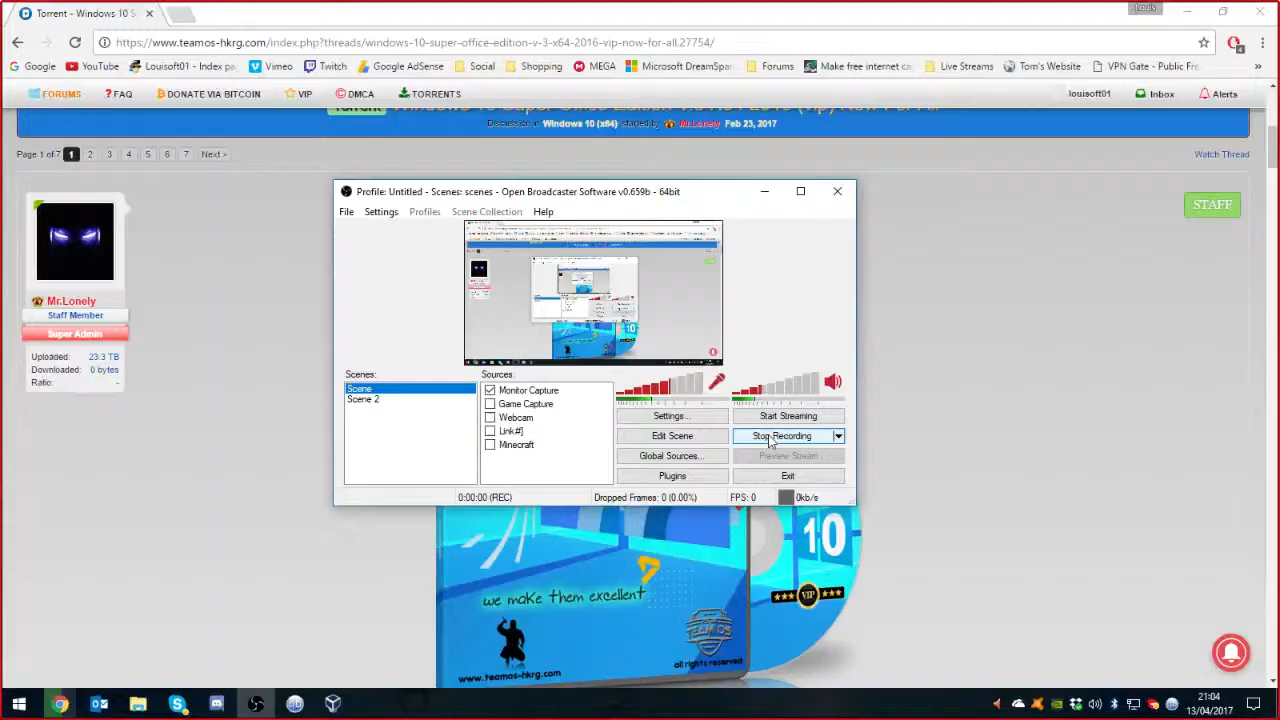 Louis
Torrent - Windows 10 S
https://www.teamos-hkrg.com/index.php?threads/windows-10-super-office-edition-v-3-x64-2016-vip-now-for-all.27754/
4
Google YouTube Louisoft01 - Index pa Vimeo Twitch Google AdSense Social Shopping MEGA Microsoft DreamSpar Forums Make free internet ca Live Streams Tom's Website VPN Gate - Public Fre »
FORUMS ?FAQ DONATE VIA BITCOIN VIP DMCA TORRENTS louisoft01 Inbox Alerts
Discussion in Windows 10 (x64) started by Mr.Lonely Feb 23, 2017
Page 1 of 7 1 2 3 4 5 6 7 Next > Watch Thread
STAFF
Mr.Lonely
Staff Member
Super Admin
Uploaded: 23.3 TB
Downloaded: 0 bytes
Ratio: -
Profile: Untitled - Scenes: scenes - Open Broadcaster Software v0.659b - 64bit
File Settings Profiles Scene Collection Help
Scenes:
Scene
Scene 2
Sources:
Monitor Capture
Game Capture
Webcam
Link#]
Minecraft
Settings... Start Streaming
Edit Scene Stop Recording
Global Sources... Preview Stream
Plugins Exit
0:00:00 (REC) Dropped Frames: 0 (0.00%) FPS: 0 0kb/s
10
we make them excellent
VIP
TEAM OS
www.teamos-hkrg.com
all rights reserved
21:04
13/04/2017